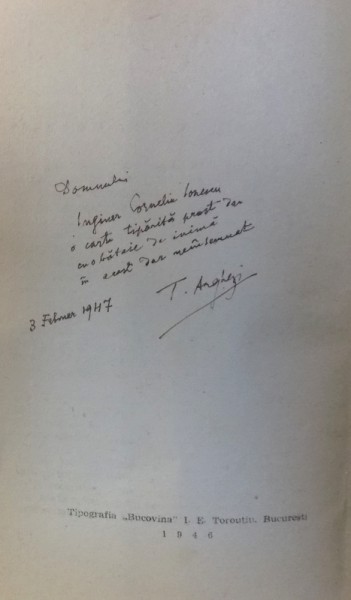 Domnului
Inginer Corneliu Ionescu
o carte tipărită prost dar
cu o bătaie de inimă
în acest dar neînsemnat
T. Arghezi
3 Februar 1947
Tipografia „Bucovina" I. E. Toroutiu, Bucuresti
1 9 4 6